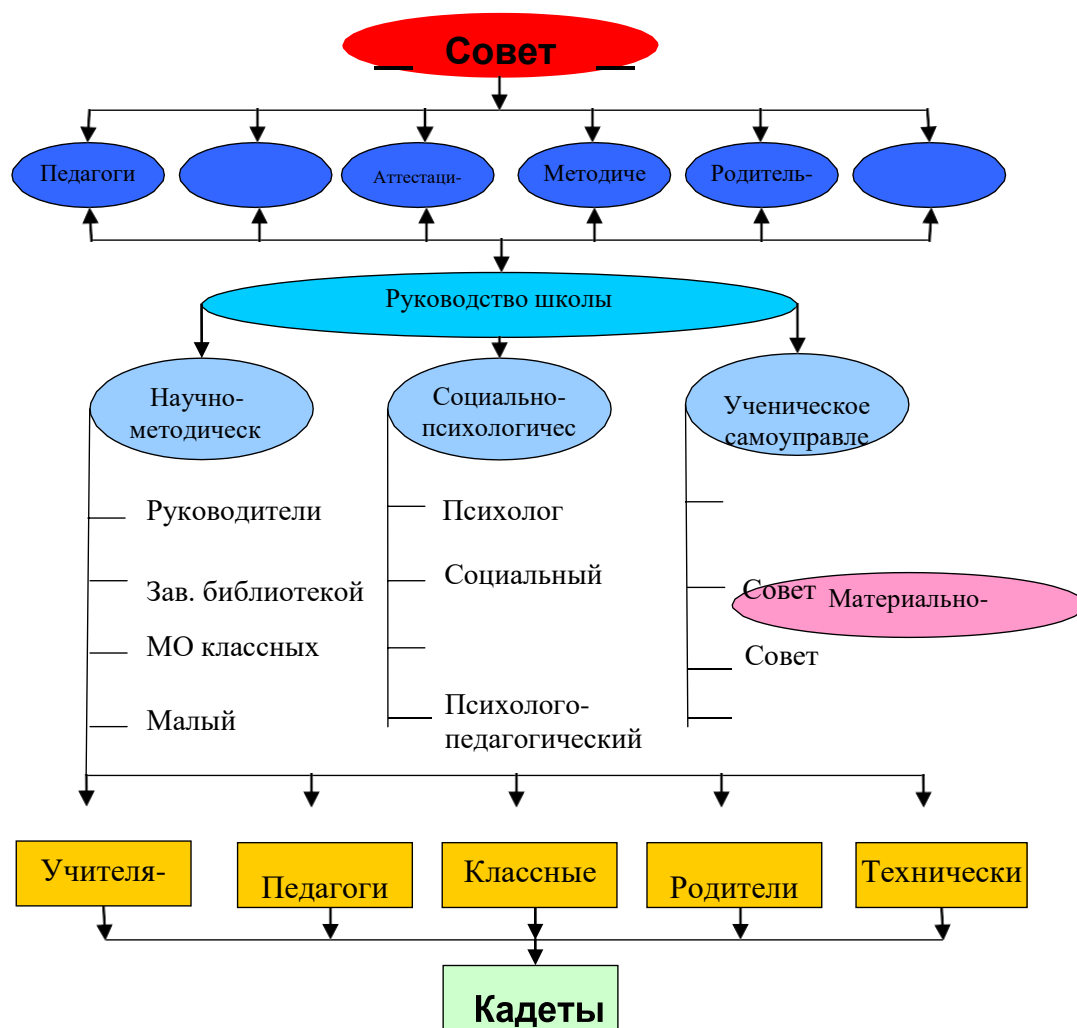 Совет
Педагоги
Аттестаци-
Методиче
Родитель-
Руководство школы
Научно-
методическ
Социально-
психологичес
Ученическое
самоуправле
Руководители
Зав. библиотекой
МО классных
Малый
Психолог
Социальный
Психолого-
педагогический
Совет
Материально-
Совет
Учителя-
Педагоги
Классные
Родители
Технически
Кадеты